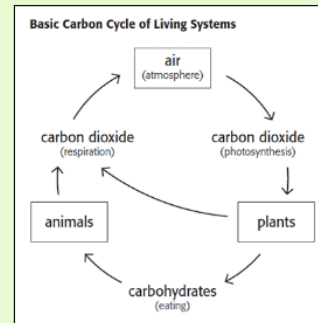 Basic Carbon Cycle of Living Systems
air
(atmosphere)
carbon dioxide
(respiration)
carbon dioxide
(photosynthesis)
animals
plants
carbohydrates
(eating)